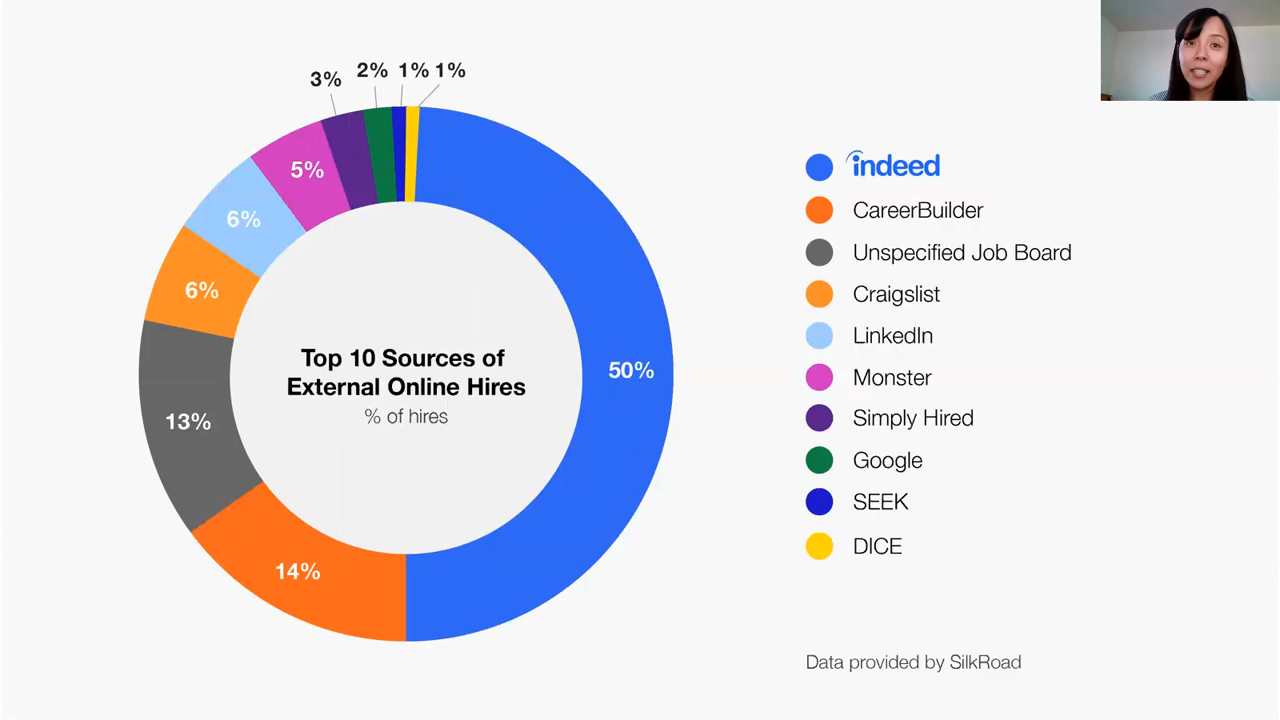 3%
2%
1%
1%
5%
6%
6%
13%
14%
50%
Top 10 Sources of
External Online Hires
% of hires
indeed
CareerBuilder
Unspecified Job Board
Craigslist
LinkedIn
Monster
Simply Hired
Google
SEEK
DICE
Data provided by SilkRoad